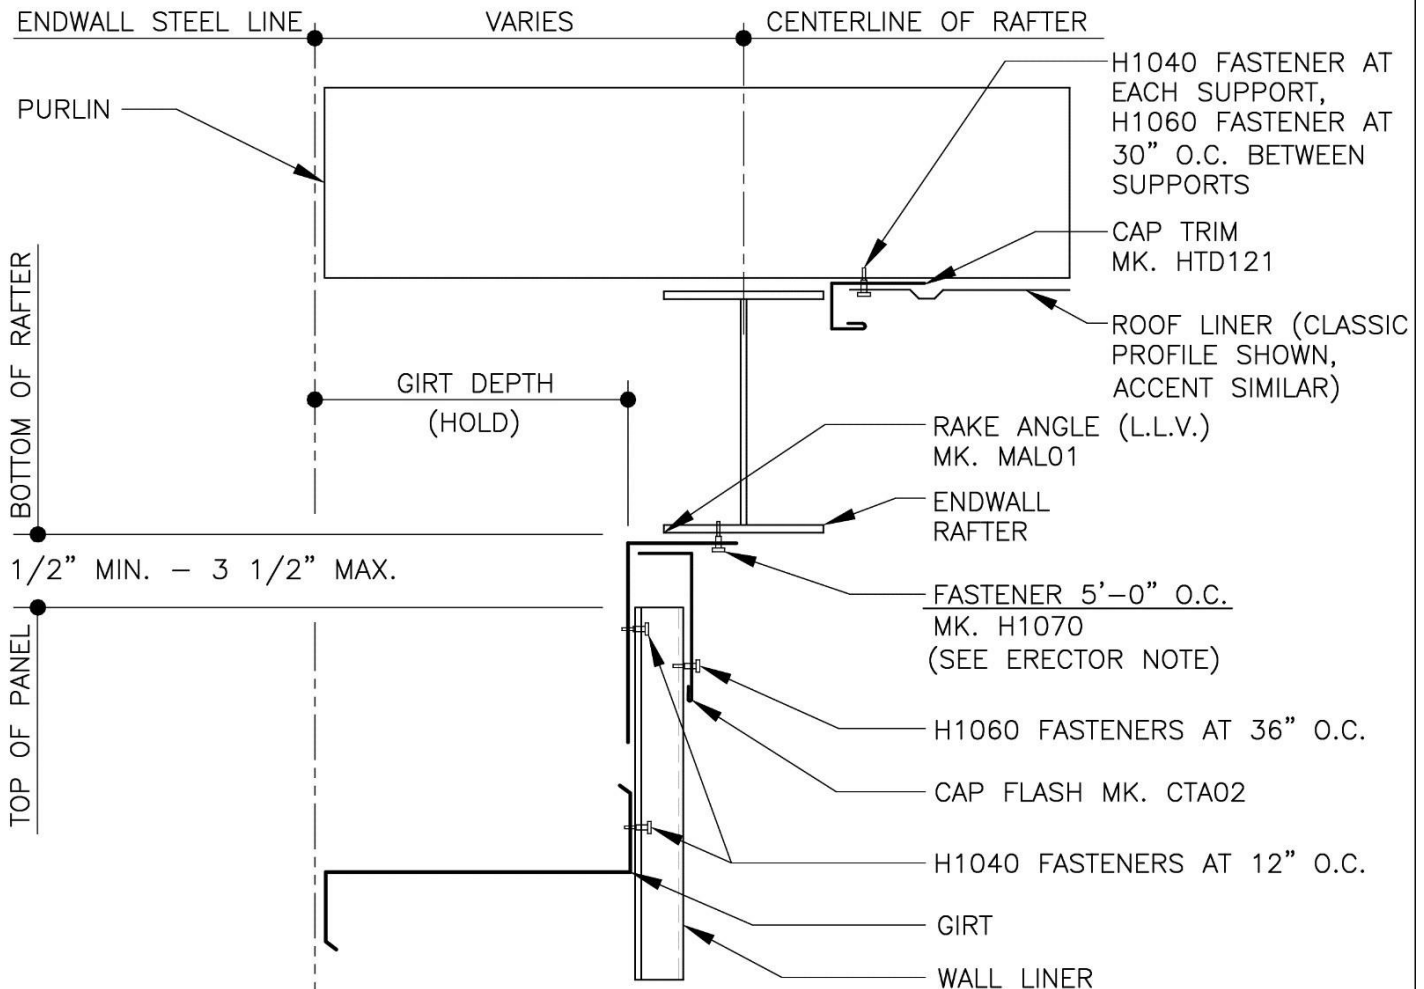 ENDWALL STEEL LINE
VARIES
CENTERLINE OF RAFTER
PURLIN
H1040 FASTENER AT
EACH SUPPORT,
H1060 FASTENER AT
30" O.C. BETWEEN
SUPPORTS
CAP TRIM
MK. HTD121
ROOF LINER (CLASSIC
PROFILE SHOWN,
ACCENT SIMILAR)
BOTTOM OF RAFTER
GIRT DEPTH
(HOLD)
RAKE ANGLE (L.L.V.)
MK. MAL01
ENDWALL
RAFTER
1/2" MIN. – 3 1/2" MAX.
FASTENER 5'–0" O.C.
MK. H1070
(SEE ERECTOR NOTE)
TOP OF PANEL
H1060 FASTENERS AT 36" O.C.
CAP FLASH MK. CTA02
H1040 FASTENERS AT 12" O.C.
GIRT
WALL LINER